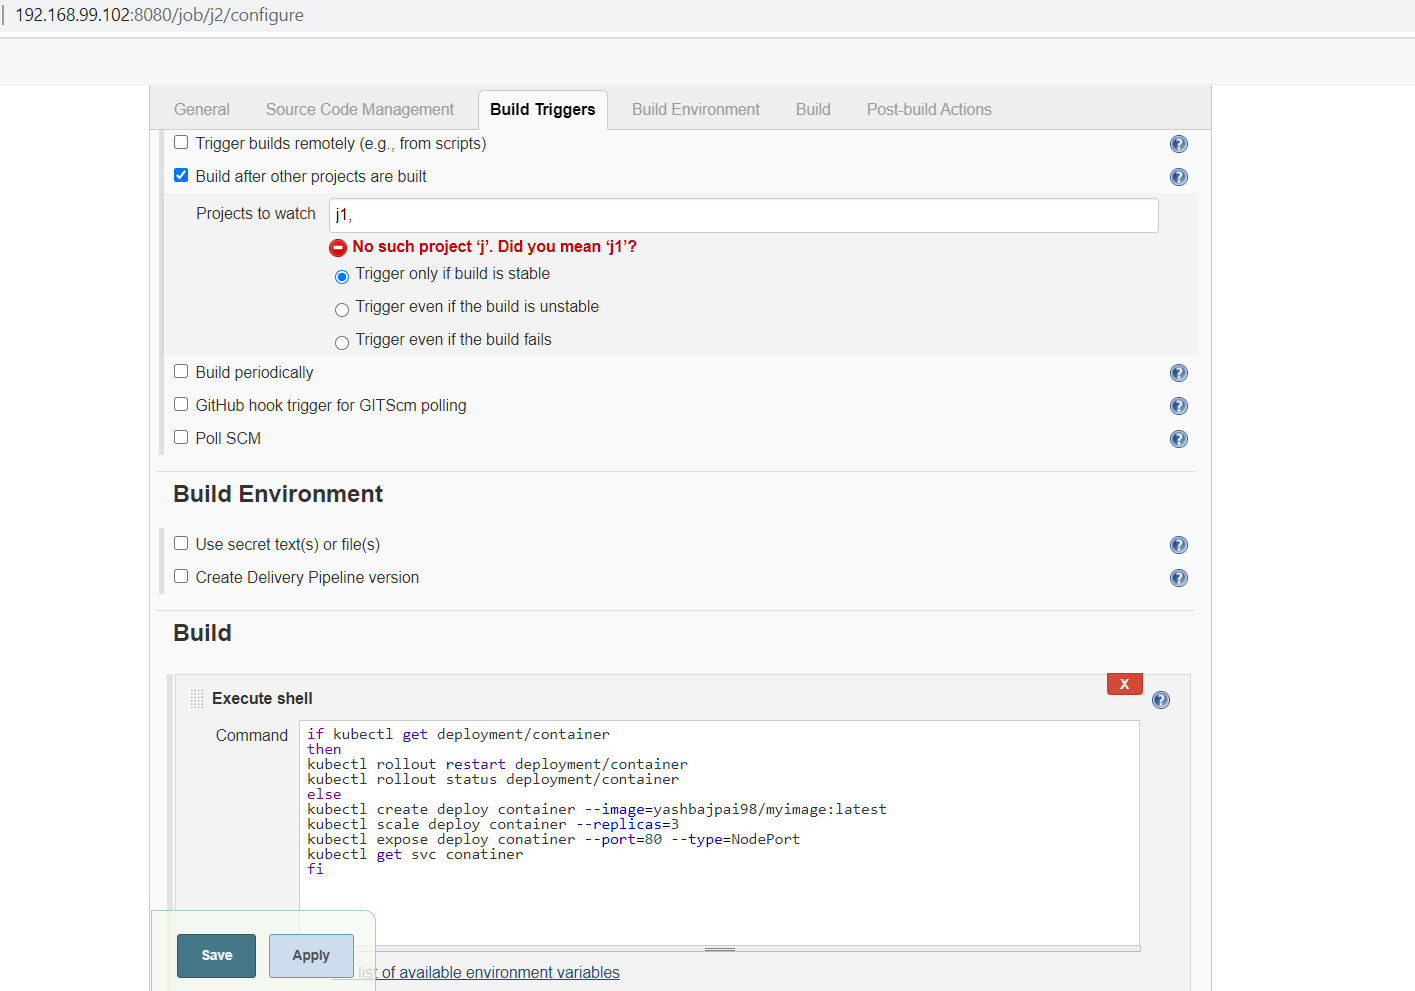 192.168.99.102:8080/job/j2/configure
General Source Code Management Build Triggers Build Environment Build Post-build Actions
Trigger builds remotely (e.g., from scripts)
Build after other projects are built
Projects to watch j1,
No such project ‘j’. Did you mean ‘j1’?
Trigger only if build is stable
Trigger even if the build is unstable
Trigger even if the build fails
Build periodically
GitHub hook trigger for GITScm polling
Poll SCM
Build Environment
Use secret text(s) or file(s)
Create Delivery Pipeline version
Build
X
Execute shell
Command
if kubectl get deployment/container
then
kubectl rollout restart deployment/container
kubectl rollout status deployment/container
else
kubectl create deploy container --image=yashbajpai98/myimage:latest
kubectl scale deploy container --replicas=3
kubectl expose deploy conatiner --port=80 --type=NodePort
kubectl get svc conatiner
fi
Save Apply
list of available environment variables